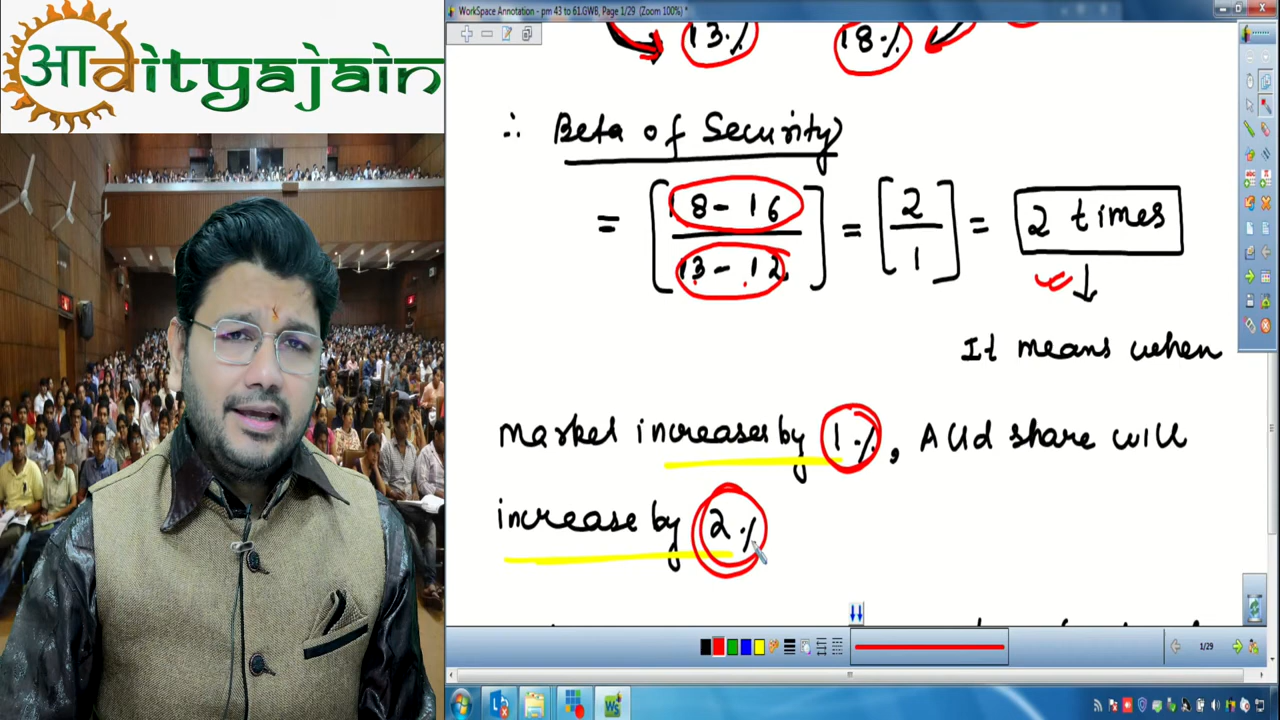 आdityajain
WorkSpace Annotation - pm 43 to 61.GWB, Page 1/29 (Zoom 100%) *
13% 18%
∴ Beta of Security
= [18 - 16 / 13 - 12] = [2 / 1] = 2 times
It means when
market increases by 1%, A Ltd share will
increase by 2%
1/29